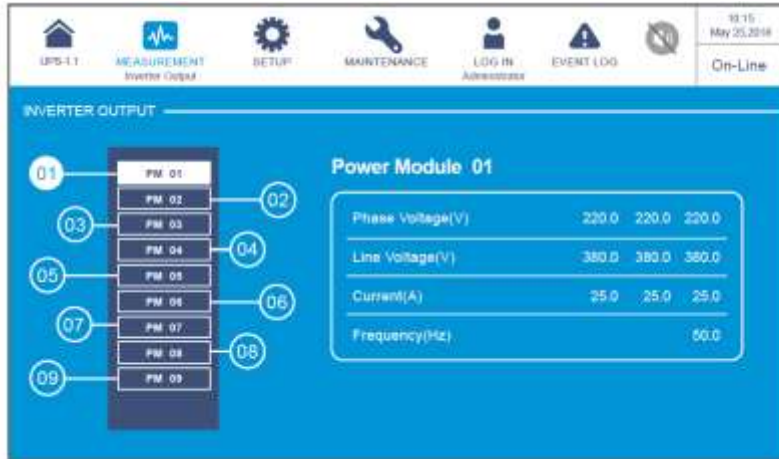 10:15
May 25,2018
UPS-1.1
MEASUREMENT
Inverter Output
SETUP
MAINTENANCE
LOG IN
Administrator
EVENT LOG
On-Line
INVERTER OUTPUT
Power Module 01
01 PM 01
PM 02 02
03 PM 03
PM 04 04
05 PM 05
PM 06 06
07 PM 07
PM 08 08
09 PM 09
Phase Voltage(V) 220.0 220.0 220.0
Line Voltage(V) 380.0 380.0 380.0
Current(A) 25.0 25.0 25.0
Frequency(Hz) 50.0